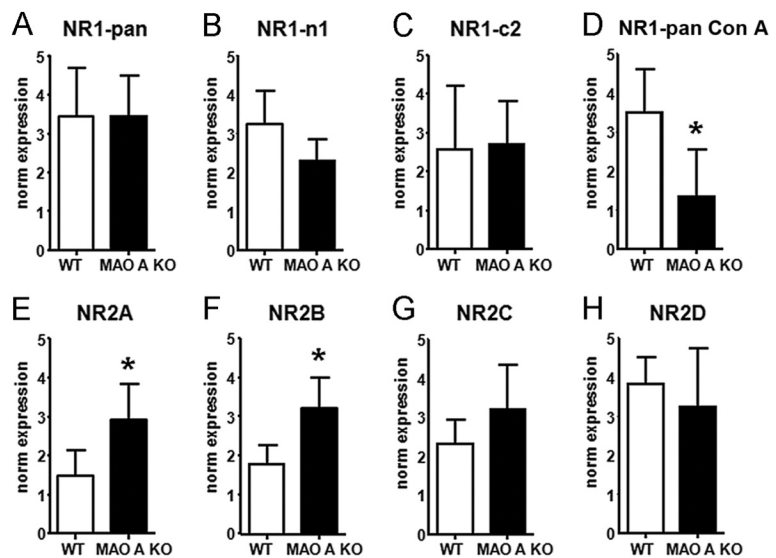 A NR1-pan
norm expression
5
4
3
2
1
0
WT MAO A KO
B NR1-n1
norm expression
5
4
3
2
1
0
WT MAO A KO
C NR1-c2
norm expression
5
4
3
2
1
0
WT MAO A KO
D NR1-pan Con A
norm expression
5
4
3
2
1
0
*
WT MAO A KO
E NR2A
norm expression
5
4
3
2
1
0
*
WT MAO A KO
F NR2B
norm expression
5
4
3
2
1
0
*
WT MAO A KO
G NR2C
norm expression
5
4
3
2
1
0
WT MAO A KO
H NR2D
norm expression
5
4
3
2
1
0
WT MAO A KO